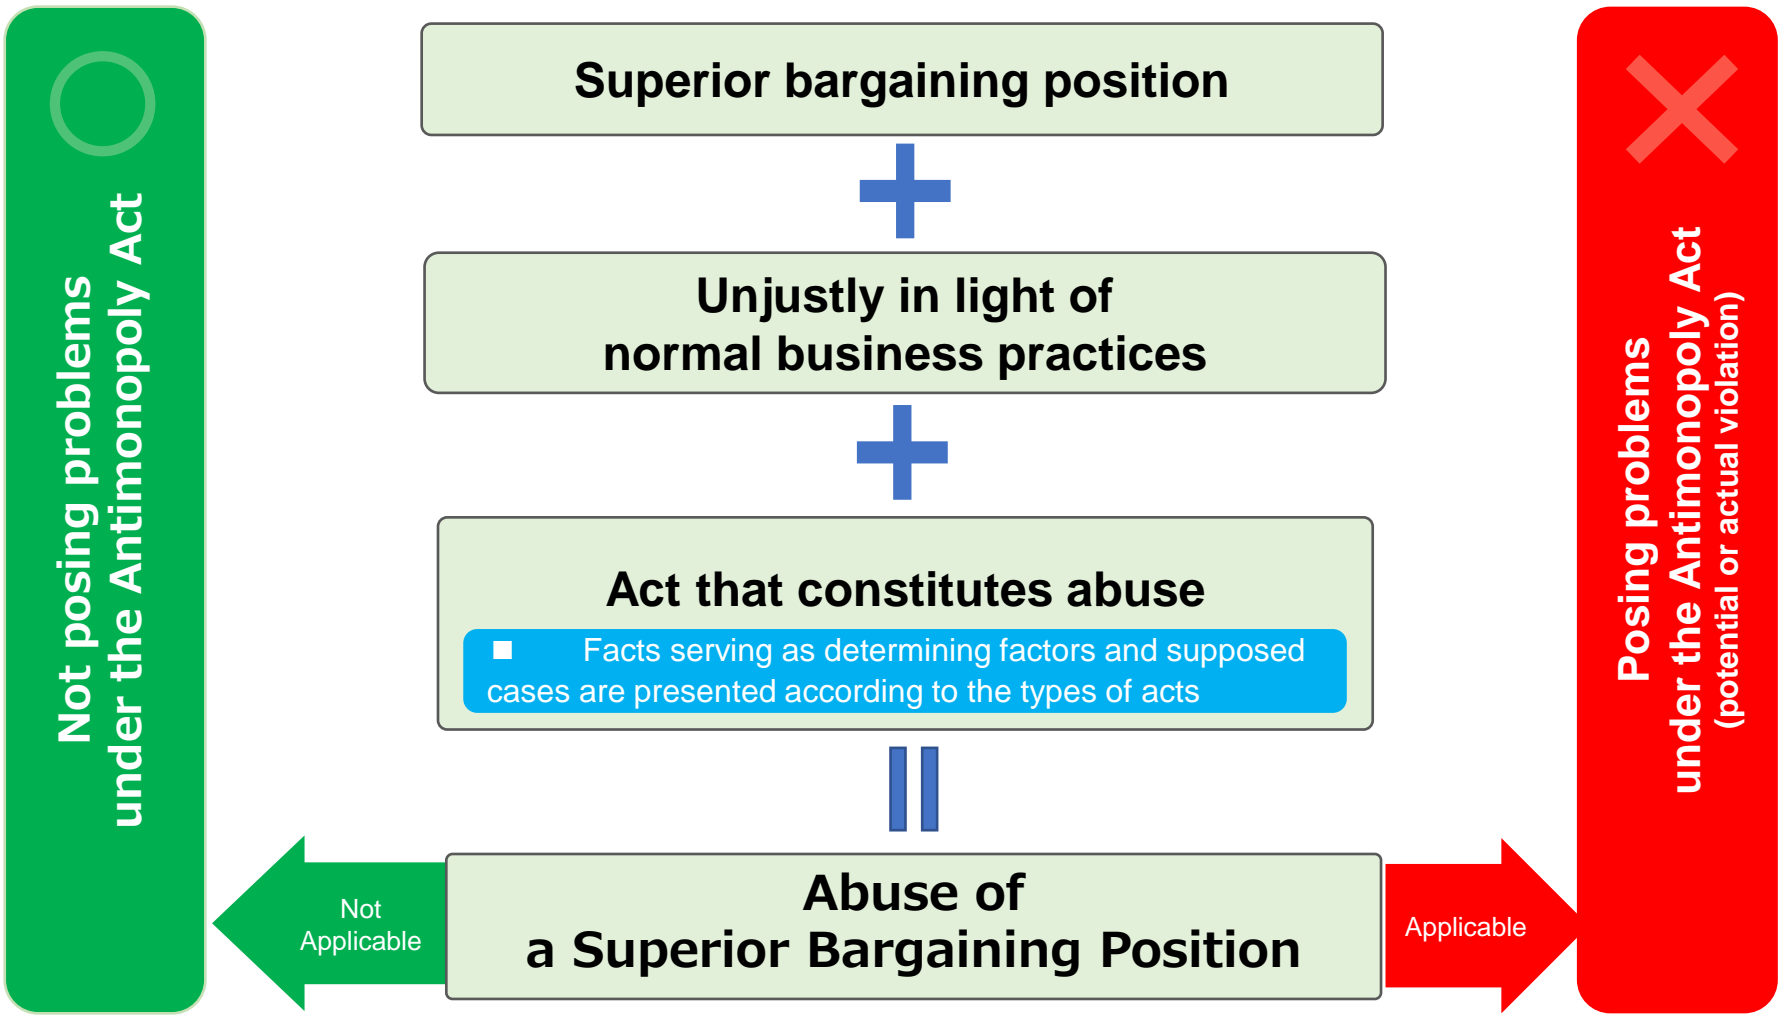 Not posing problems
under the Antimonopoly Act
Superior bargaining position
Unjustly in light of
normal business practices
Act that constitutes abuse
■ Facts serving as determining factors and supposed
cases are presented according to the types of acts
Not
Applicable
Abuse of
a Superior Bargaining Position
Applicable
Posing problems
under the Antimonopoly Act
(potential or actual violation)